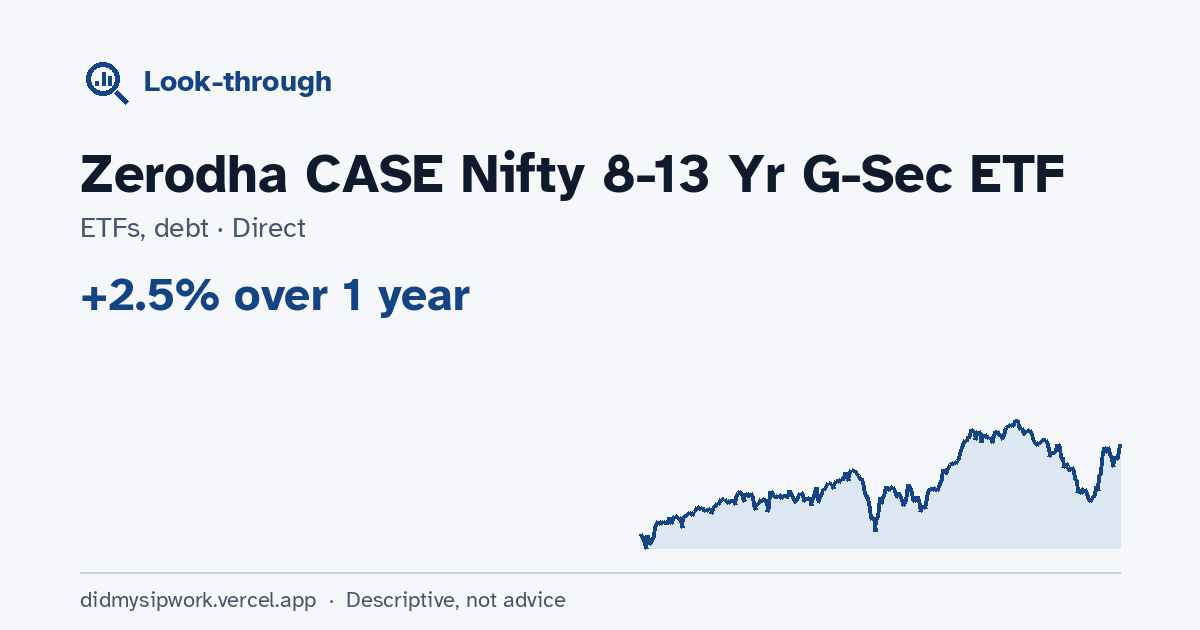 Look-through
Zerodha CASE Nifty 8-13 Yr G-Sec ETF
ETFs, debt · Direct
+2.5% over 1 year
didmysipwork.vercel.app · Descriptive, not advice